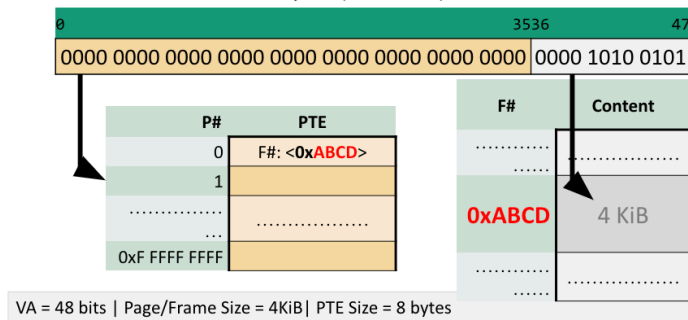 0 3536 47
0000 0000 0000 0000 0000 0000 0000 0000 0000 0000 1010 0101
P# PTE
0 F#: <0xABCD>
1
...............
... ..................
0xF FFFF FFFF
F# Content
............
...... ..................
0xABCD 4 KiB
............
...... ..................
VA = 48 bits | Page/Frame Size = 4KiB| PTE Size = 8 bytes